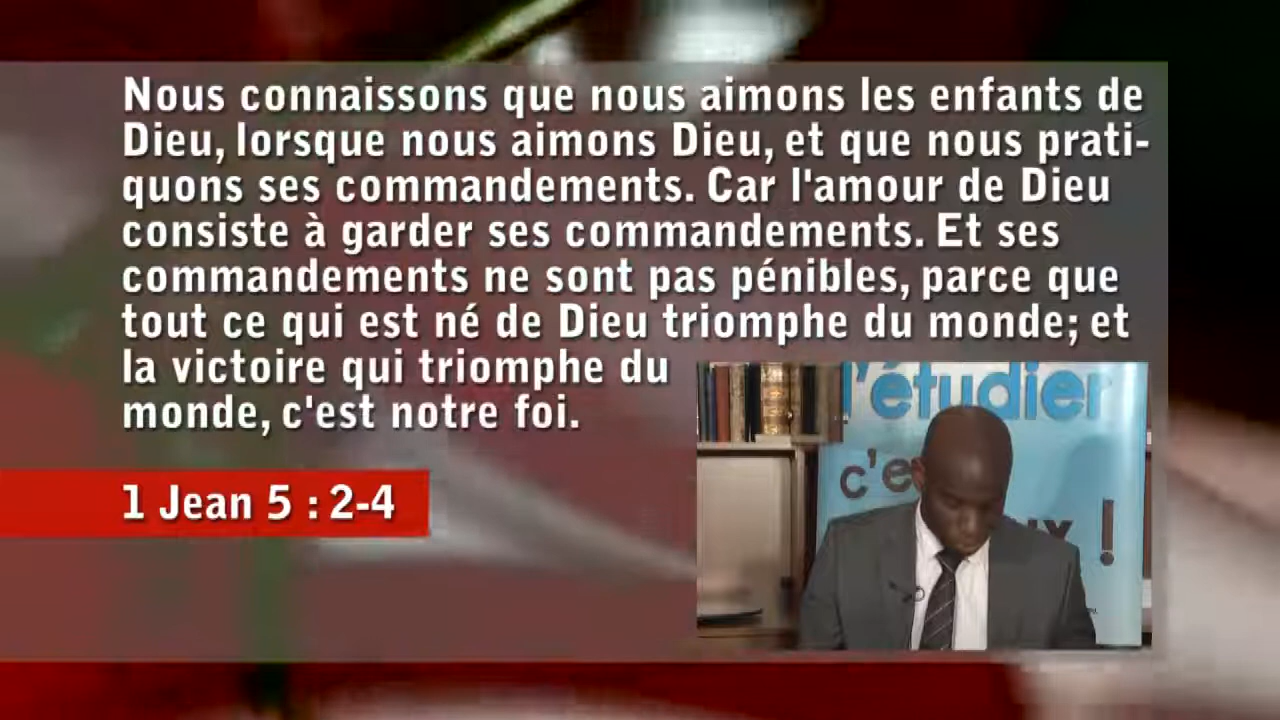 Nous connaissons que nous aimons les enfants de
Dieu, lorsque nous aimons Dieu, et que nous prati-
quons ses commandements. Car l'amour de Dieu
consiste à garder ses commandements. Et ses
commandements ne sont pas pénibles, parce que
tout ce qui est né de Dieu triomphe du monde; et
la victoire qui triomphe du
monde, c'est notre foi.
1 Jean 5 : 2-4
l'étudier
c'e
!